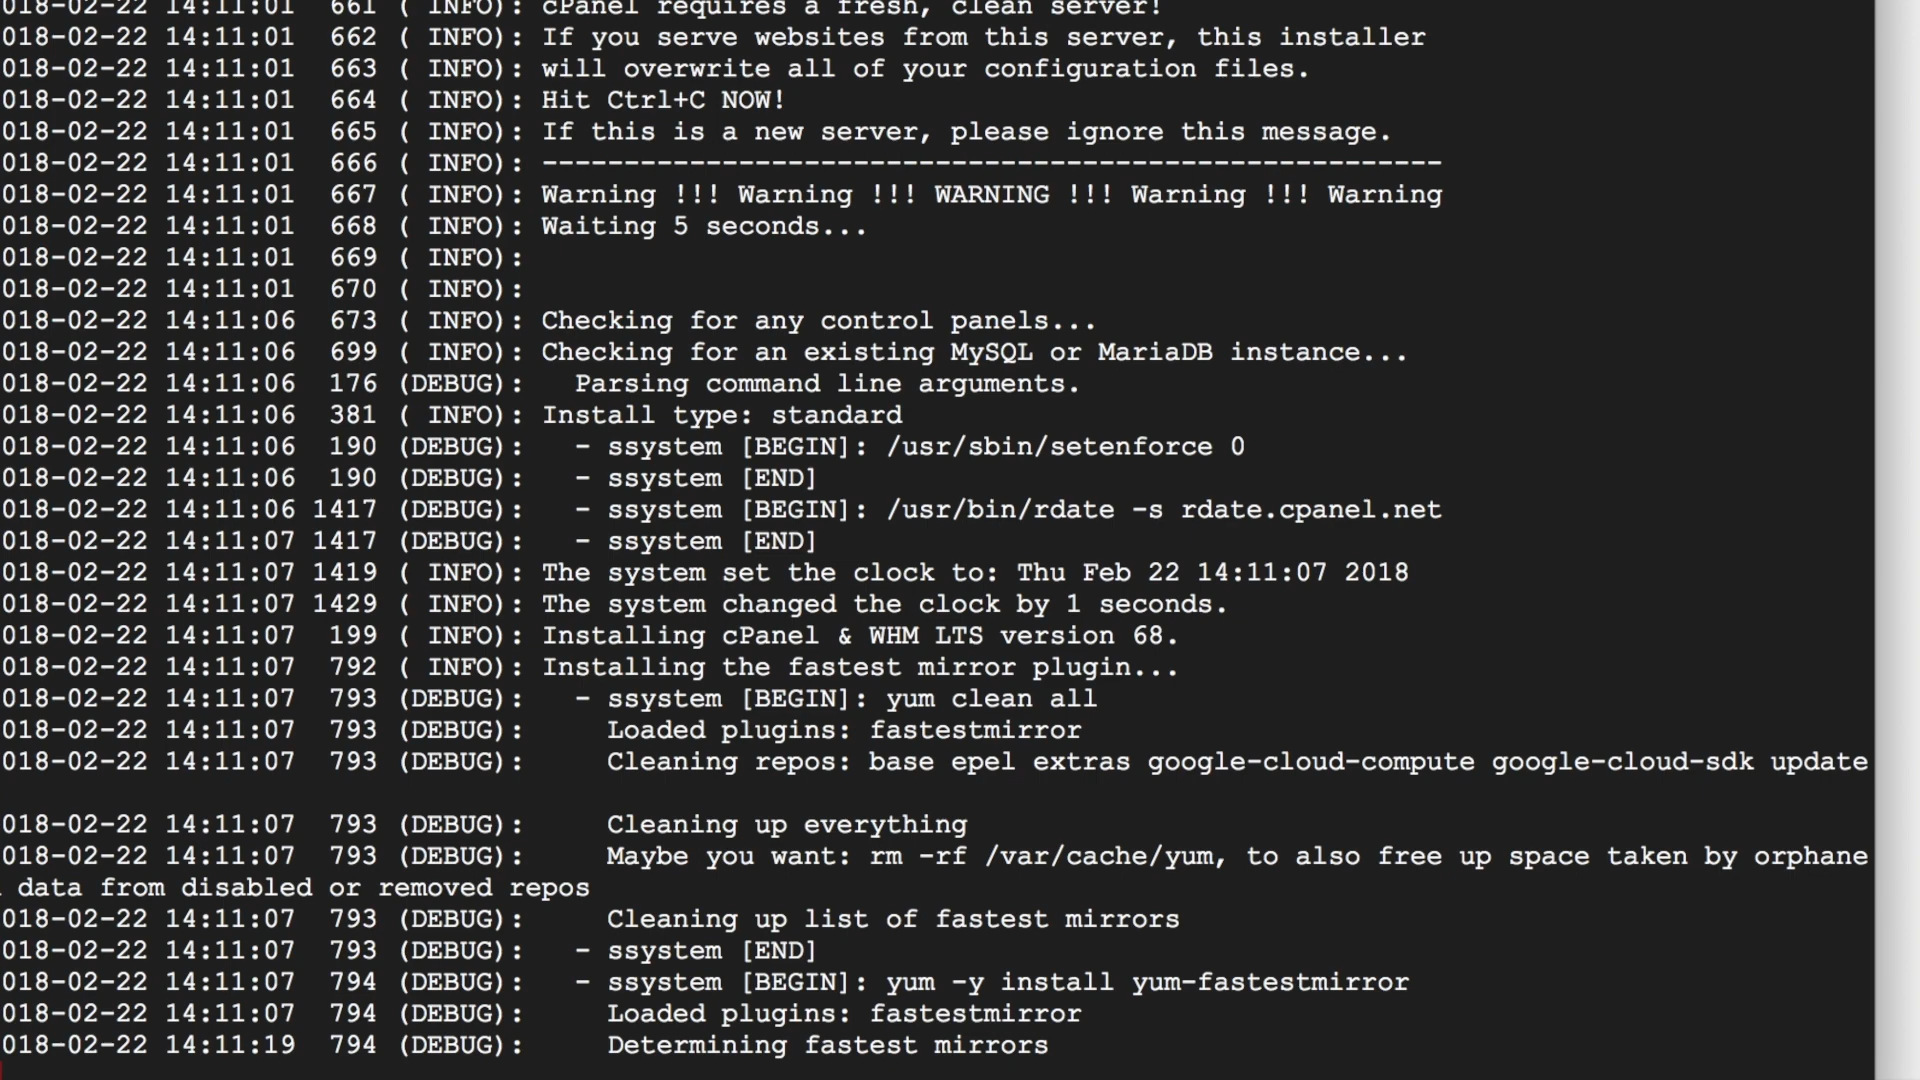 018-02-22 14:11:01  661 ( INFO): cPanel requires a fresh, clean server!
018-02-22 14:11:01  662 ( INFO): If you serve websites from this server, this installer
018-02-22 14:11:01  663 ( INFO): will overwrite all of your configuration files.
018-02-22 14:11:01  664 ( INFO): Hit Ctrl+C NOW!
018-02-22 14:11:01  665 ( INFO): If this is a new server, please ignore this message.
018-02-22 14:11:01  666 ( INFO): -------------------------------------------------------
018-02-22 14:11:01  667 ( INFO): Warning !!! Warning !!! WARNING !!! Warning !!! Warning
018-02-22 14:11:01  668 ( INFO): Waiting 5 seconds...
018-02-22 14:11:01  669 ( INFO):
018-02-22 14:11:01  670 ( INFO):
018-02-22 14:11:06  673 ( INFO): Checking for any control panels...
018-02-22 14:11:06  699 ( INFO): Checking for an existing MySQL or MariaDB instance...
018-02-22 14:11:06  176 (DEBUG):   Parsing command line arguments.
018-02-22 14:11:06  381 ( INFO): Install type: standard
018-02-22 14:11:06  190 (DEBUG):   - ssystem [BEGIN]: /usr/sbin/setenforce 0
018-02-22 14:11:06  190 (DEBUG):   - ssystem [END]
018-02-22 14:11:06 1417 (DEBUG):   - ssystem [BEGIN]: /usr/bin/rdate -s rdate.cpanel.net
018-02-22 14:11:07 1417 (DEBUG):   - ssystem [END]
018-02-22 14:11:07 1419 ( INFO): The system set the clock to: Thu Feb 22 14:11:07 2018
018-02-22 14:11:07 1429 ( INFO): The system changed the clock by 1 seconds.
018-02-22 14:11:07  199 ( INFO): Installing cPanel & WHM LTS version 68.
018-02-22 14:11:07  792 ( INFO): Installing the fastest mirror plugin...
018-02-22 14:11:07  793 (DEBUG):   - ssystem [BEGIN]: yum clean all
018-02-22 14:11:07  793 (DEBUG):     Loaded plugins: fastestmirror
018-02-22 14:11:07  793 (DEBUG):     Cleaning repos: base epel extras google-cloud-compute google-cloud-sdk update
018-02-22 14:11:07  793 (DEBUG):     Cleaning up everything
018-02-22 14:11:07  793 (DEBUG):     Maybe you want: rm -rf /var/cache/yum, to also free up space taken by orphane
data from disabled or removed repos
018-02-22 14:11:07  793 (DEBUG):     Cleaning up list of fastest mirrors
018-02-22 14:11:07  793 (DEBUG):   - ssystem [END]
018-02-22 14:11:07  794 (DEBUG):   - ssystem [BEGIN]: yum -y install yum-fastestmirror
018-02-22 14:11:07  794 (DEBUG):     Loaded plugins: fastestmirror
018-02-22 14:11:19  794 (DEBUG):     Determining fastest mirrors